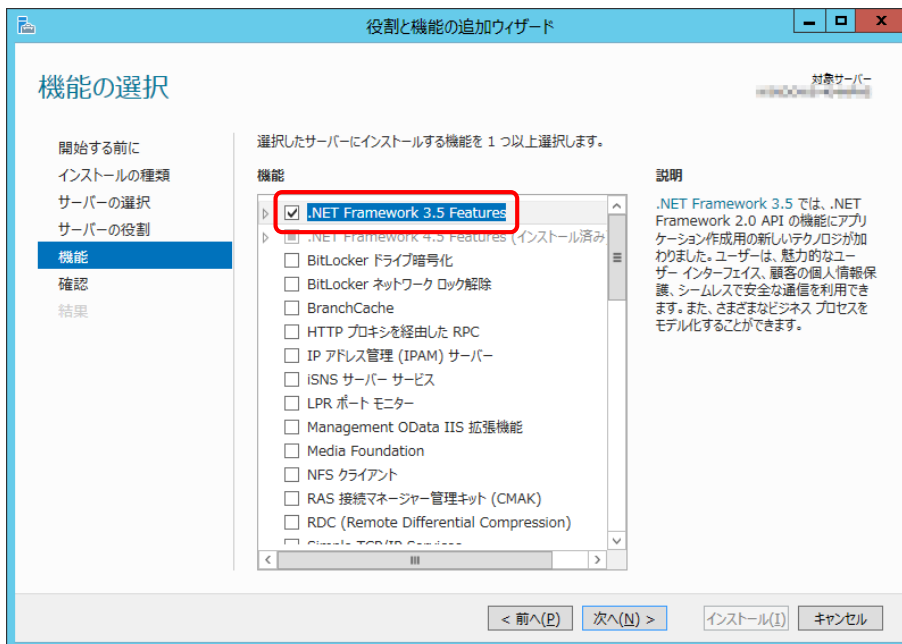 役割と機能の追加ウィザード
機能の選択
対象サーバー
開始する前に
インストールの種類
サーバーの選択
サーバーの役割
機能
確認
結果
選択したサーバーにインストールする機能を 1 つ以上選択します。
機能
.NET Framework 3.5 Features
.NET Framework 4.5 Features (インストール済み
BitLocker ドライブ暗号化
BitLocker ネットワーク ロック解除
BranchCache
HTTP プロキシを経由した RPC
IP アドレス管理 (IPAM) サーバー
iSNS サーバー サービス
LPR ポート モニター
Management OData IIS 拡張機能
Media Foundation
NFS クライアント
RAS 接続マネージャー管理キット (CMAK)
RDC (Remote Differential Compression)
Simple TCP/IP Services
説明
.NET Framework 3.5 では、.NET
Framework 2.0 API の機能にアプリ
ケーション作成用の新しいテクノロジが加
わりました。ユーザーは、魅力的なユー
ザー インターフェイス、顧客の個人情報保
護、シームレスで安全な通信を利用でき
ます。また、さまざまなビジネス プロセスを
モデル化することができます。
< 前へ(P)
次へ(N) >
インストール(I)
キャンセル